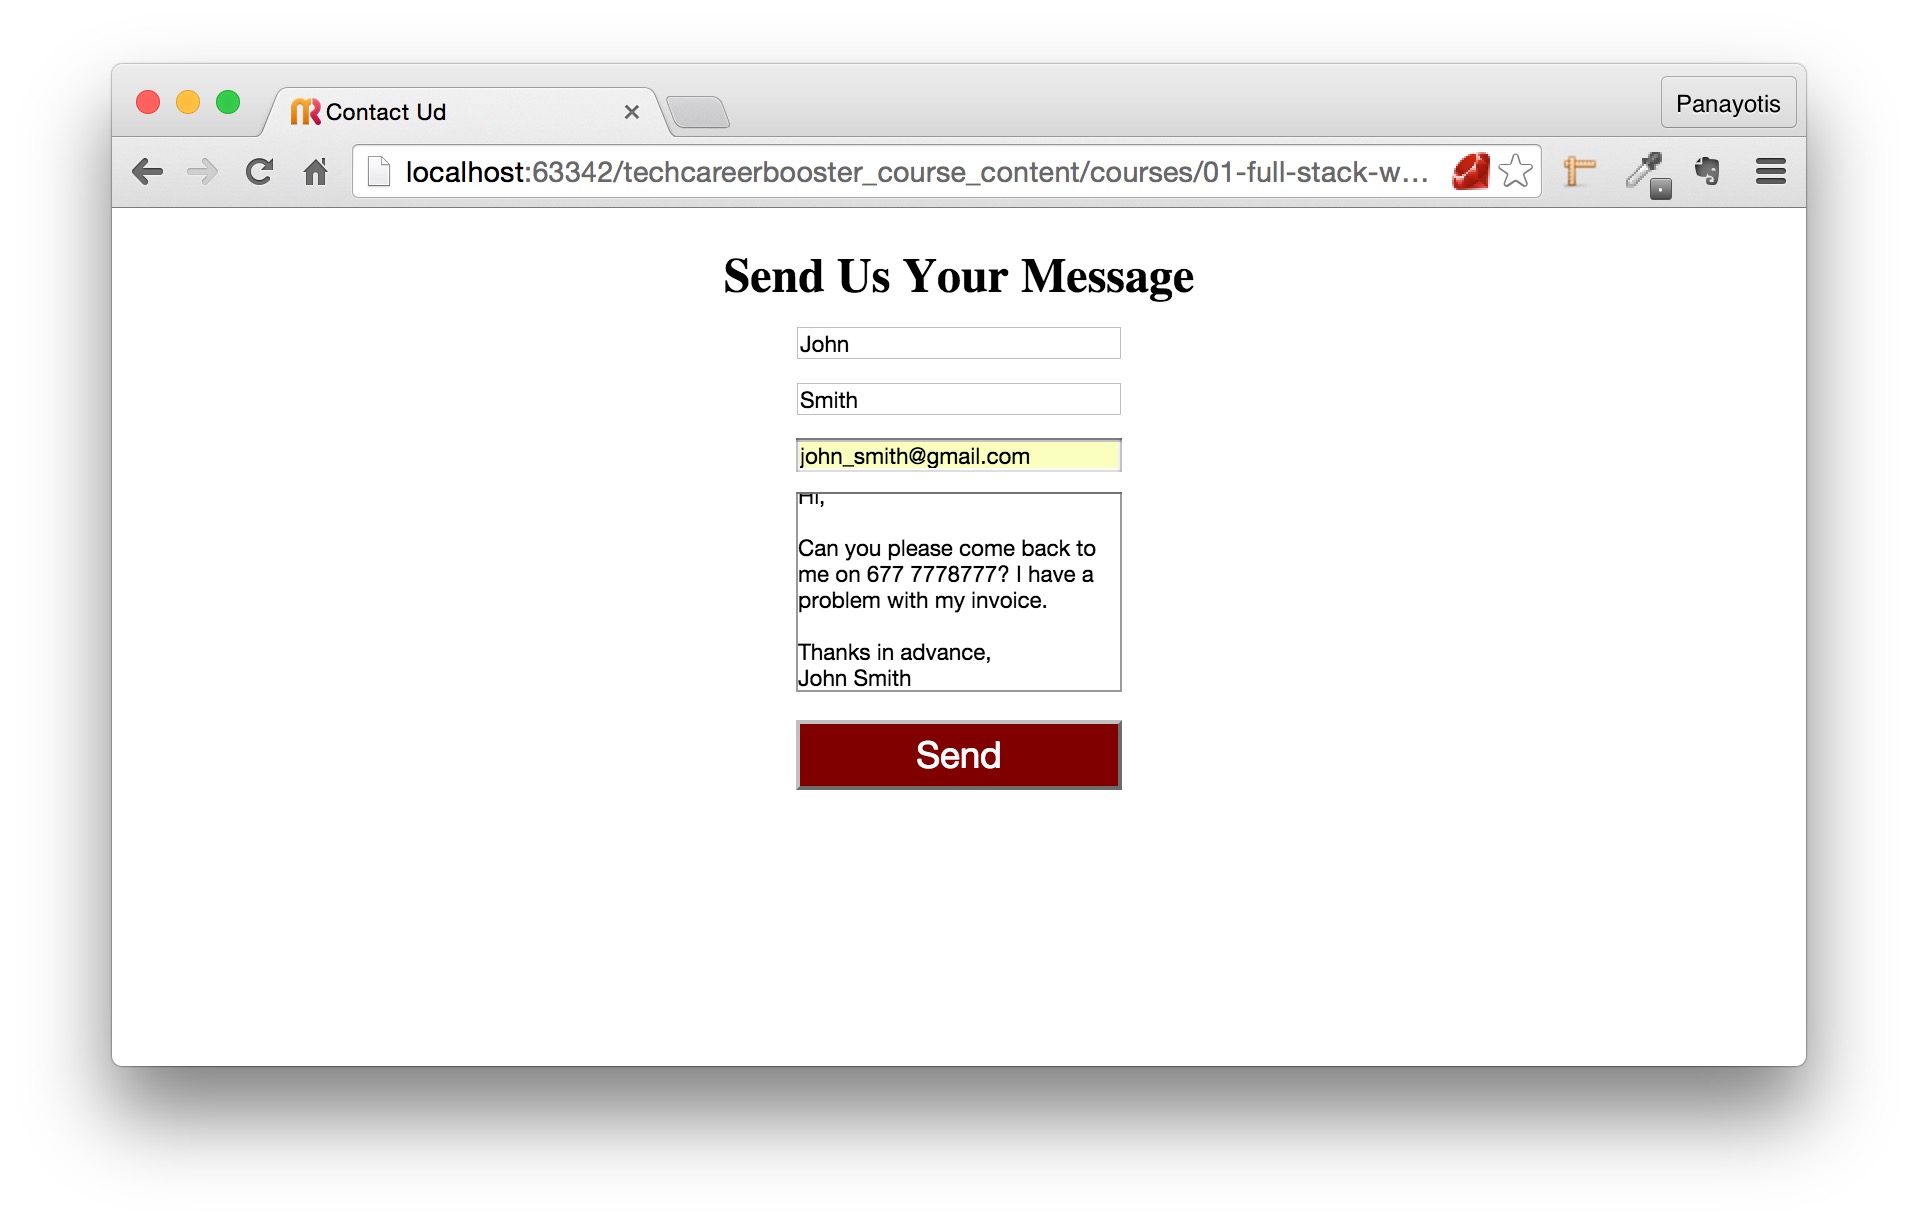 Contact Ud
Panayotis
localhost:63342/techcareerbooster_course_content/courses/01-full-stack-w...
Send Us Your Message
John
Smith
john_smith@gmail.com
Hi,
Can you please come back to
me on 677 7778777? I have a
problem with my invoice.
Thanks in advance,
John Smith
Send